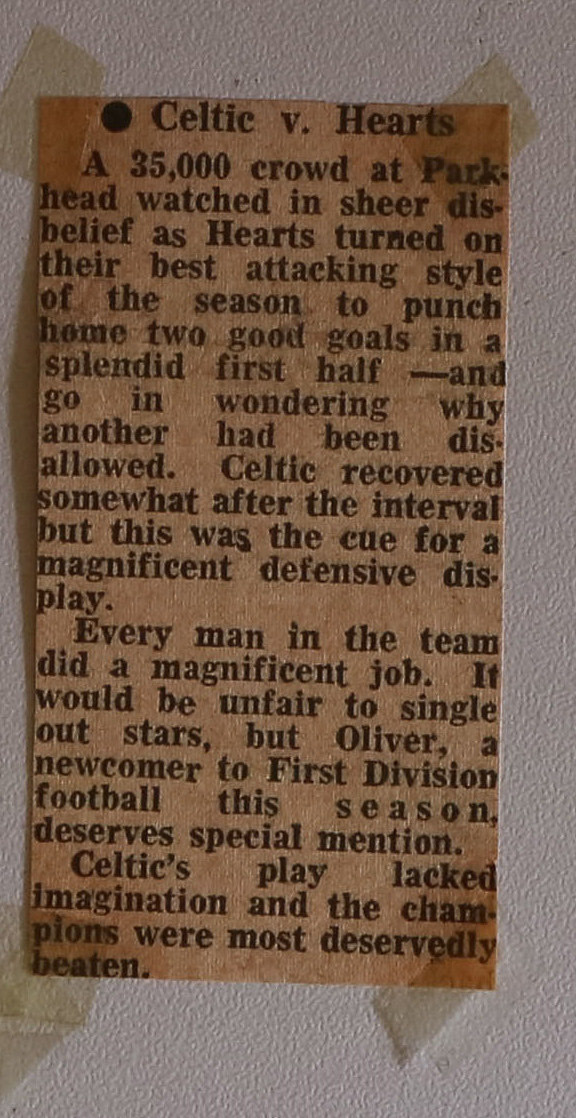 ● Celtic v. Hearts
A 35,000 crowd at Park-
head watched in sheer dis-
belief as Hearts turned on
their best attacking style
of the season to punch
home two good goals in a
splendid first half —and
go in wondering why
another had been dis-
allowed. Celtic recovered
somewhat after the interval
but this was the cue for a
magnificent defensive dis-
play.
Every man in the team
did a magnificent job. It
would be unfair to single
out stars, but Oliver, a
newcomer to First Division
football this season,
deserves special mention.
Celtic's play lacked
imagination and the cham-
pions were most deservedly
beaten.